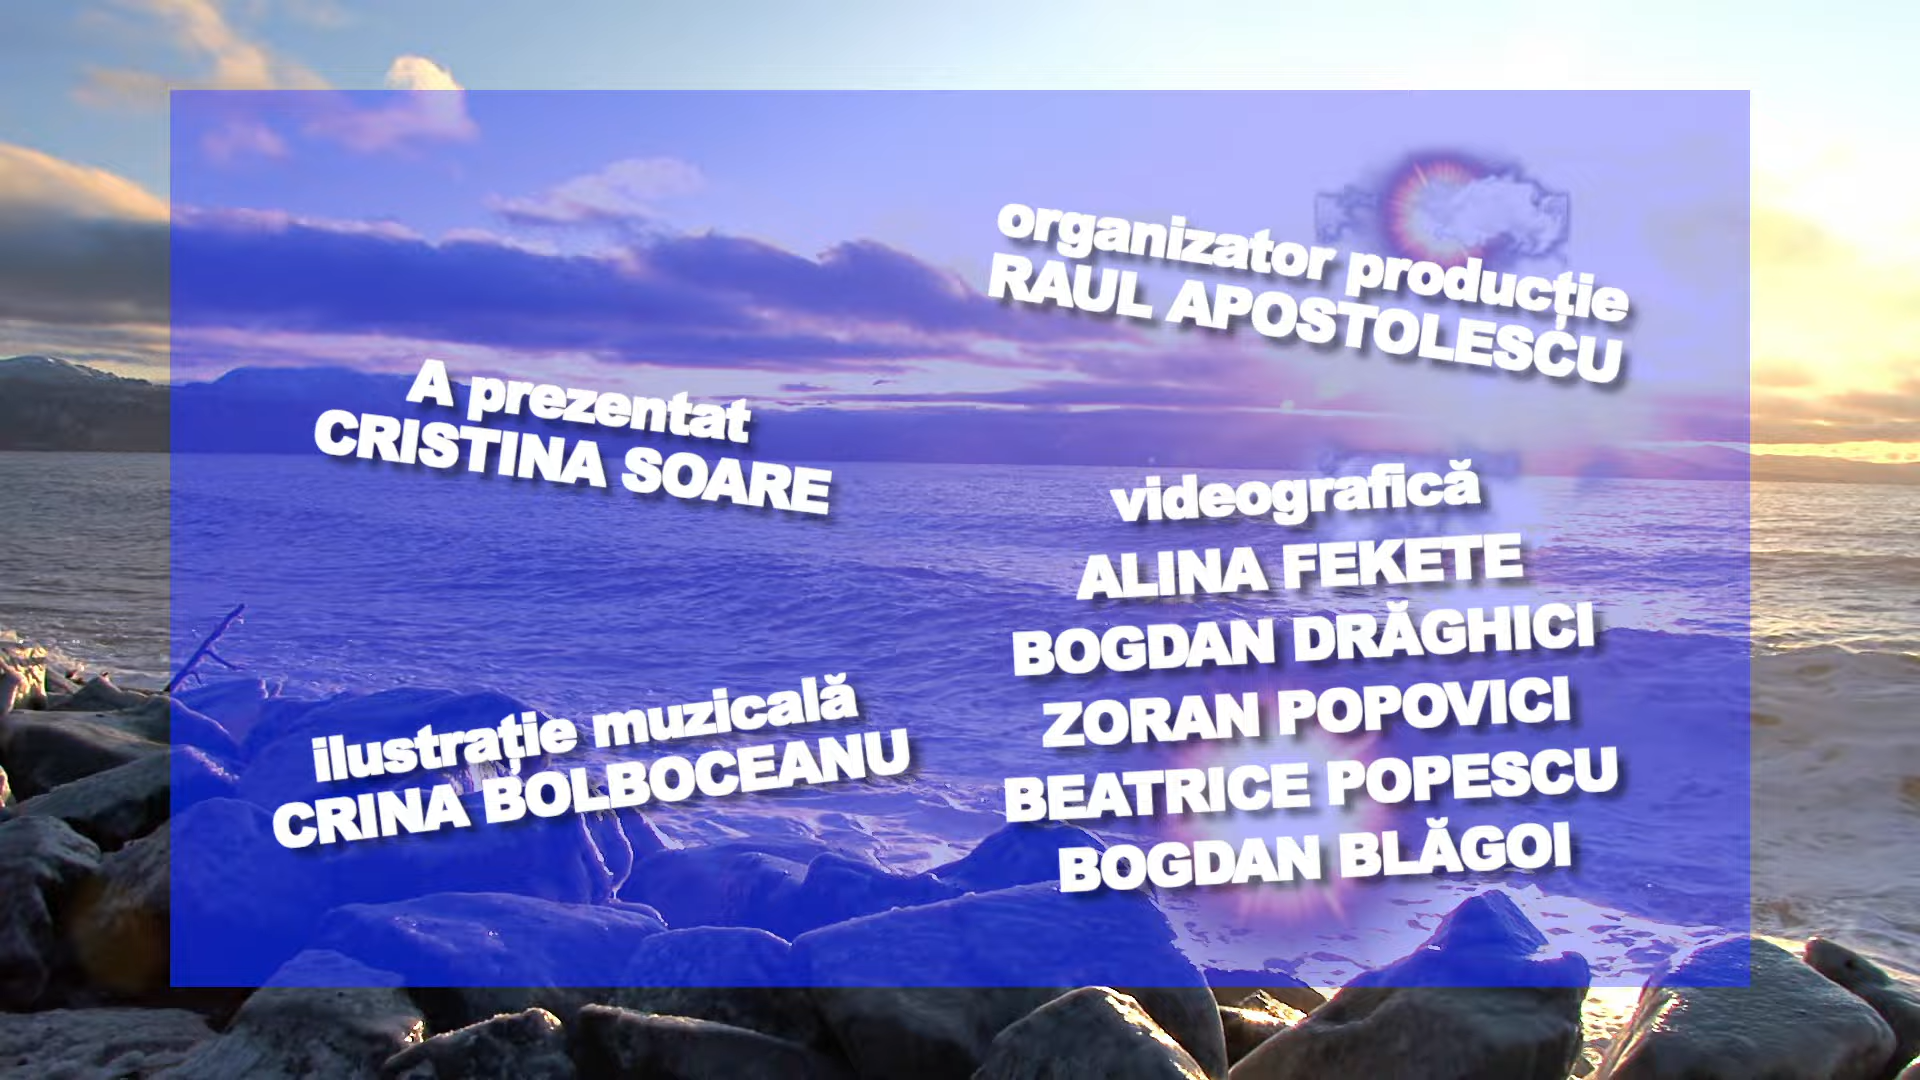 organizator producție
RAUL APOSTOLESCU
A prezentat
CRISTINA SOARE
videografică
ALINA FEKETE
BOGDAN DRĂGHICI
ZORAN POPOVICI
BEATRICE POPESCU
BOGDAN BLĂGOI
ilustrație muzicală
CRINA BOLBOCEANU